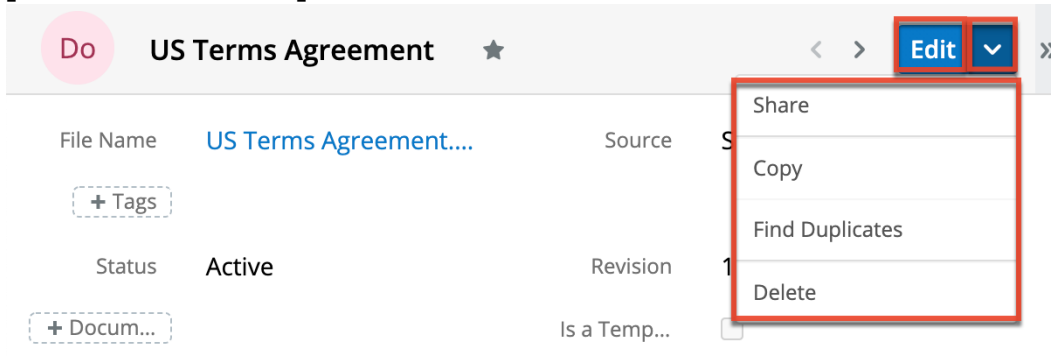 Do US Terms Agreement Edit
Share
File Name US Terms Agreement.... Source S
Copy
+ Tags
Find Duplicates
Status Active Revision 1
Delete
+ Docum... Is a Temp...